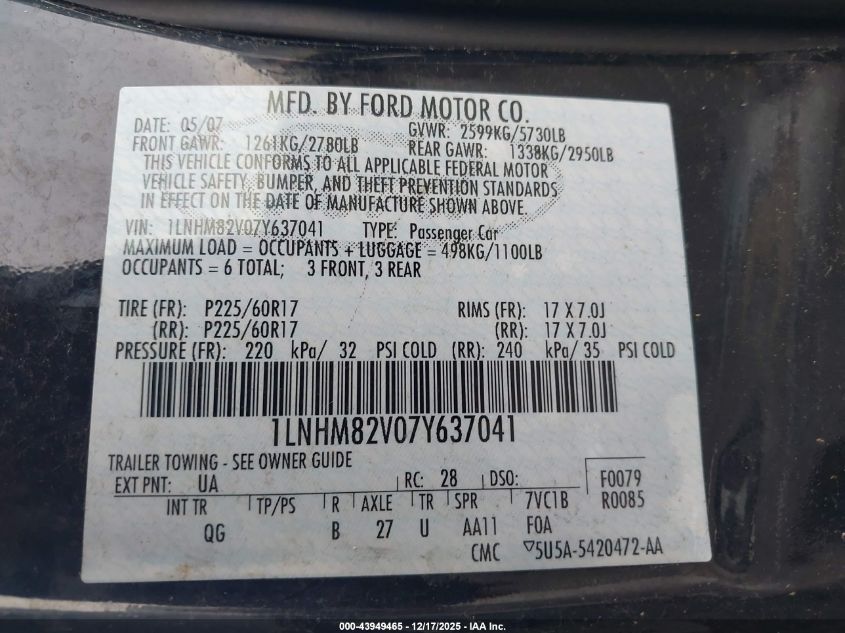 MFD. BY FORD MOTOR CO.
DATE: 05/07 GVWR: 2599KG/5730LB
FRONT GAWR: 1261KG/2780LB REAR GAWR: 1338KG/2950LB
THIS VEHICLE CONFORMS TO ALL APPLICABLE FEDERAL MOTOR
VEHICLE SAFETY, BUMPER, AND THEFT PREVENTION STANDARDS
IN EFFECT ON THE DATE OF MANUFACTURE SHOWN ABOVE.
VIN: 1LNHM82V07Y637041 TYPE: Passenger Car
MAXIMUM LOAD = OCCUPANTS + LUGGAGE = 498KG/1100LB
OCCUPANTS = 6 TOTAL; 3 FRONT, 3 REAR
TIRE (FR): P225/60R17 RIMS (FR): 17 X 7.0J
(RR): P225/60R17 (RR): 17 X 7.0J
PRESSURE (FR): 220 kPa/ 32 PSI COLD (RR): 240 kPa/ 35 PSI COLD
1LNHM82V07Y637041
TRAILER TOWING - SEE OWNER GUIDE
EXT PNT: UA RC: 28 DSO: F0079
INT TR TP/PS R AXLE TR SPR 7VC1B R0085
QG B 27 U AA11 F0A
CMC ▽5U5A-5420472-AA
000-43949465 - 12/17/2025 - IAA Inc.